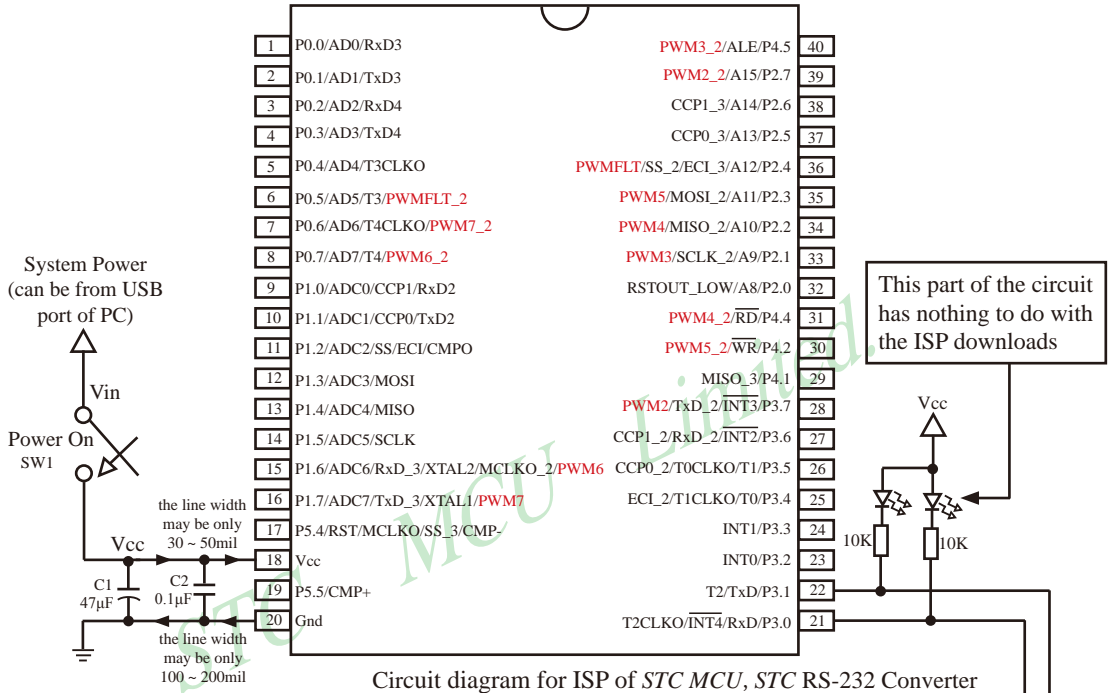 1 P0.0/AD0/RxD3
2 P0.1/AD1/TxD3
3 P0.2/AD2/RxD4
4 P0.3/AD3/TxD4
5 P0.4/AD4/T3CLKO
6 P0.5/AD5/T3/PWMFLT_2
7 P0.6/AD6/T4CLKO/PWM7_2
8 P0.7/AD7/T4/PWM6_2
9 P1.0/ADC0/CCP1/RxD2
10 P1.1/ADC1/CCP0/TxD2
11 P1.2/ADC2/SS/ECI/CMPO
12 P1.3/ADC3/MOSI
13 P1.4/ADC4/MISO
14 P1.5/ADC5/SCLK
15 P1.6/ADC6/RxD_3/XTAL2/MCLKO_2/PWM6
16 P1.7/ADC7/TxD_3/XTAL1/PWM7
17 P5.4/RST/MCLKO/SS_3/CMP-
18 Vcc
19 P5.5/CMP+
20 Gnd
PWM3_2/ALE/P4.5 40
PWM2_2/A15/P2.7 39
CCP1_3/A14/P2.6 38
CCP0_3/A13/P2.5 37
PWMFLT/SS_2/ECI_3/A12/P2.4 36
PWM5/MOSI_2/A11/P2.3 35
PWM4/MISO_2/A10/P2.2 34
PWM3/SCLK_2/A9/P2.1 33
RSTOUT_LOW/A8/P2.0 32
PWM4_2/RD/P4.4 31
PWM5_2/WR/P4.2 30
MISO_3/P4.1 29
PWM2/TxD_2/INT3/P3.7 28
CCP1_2/RxD_2/INT2/P3.6 27
CCP0_2/T0CLKO/T1/P3.5 26
ECI_2/T1CLKO/T0/P3.4 25
INT1/P3.3 24
INT0/P3.2 23
T2/TxD/P3.1 22
T2CLKO/INT4/RxD/P3.0 21
System Power
(can be from USB
port of PC)
Vin
Power On
SW1
the line width
may be only
30 ~ 50mil
Vcc
C1
47μF
C2
0.1μF
the line width
may be only
100 ~ 200mil
This part of the circuit
has nothing to do with
the ISP downloads
Vcc
10K
10K
STC MCU Limited.
Circuit diagram for ISP of STC MCU, STC RS-232 Converter